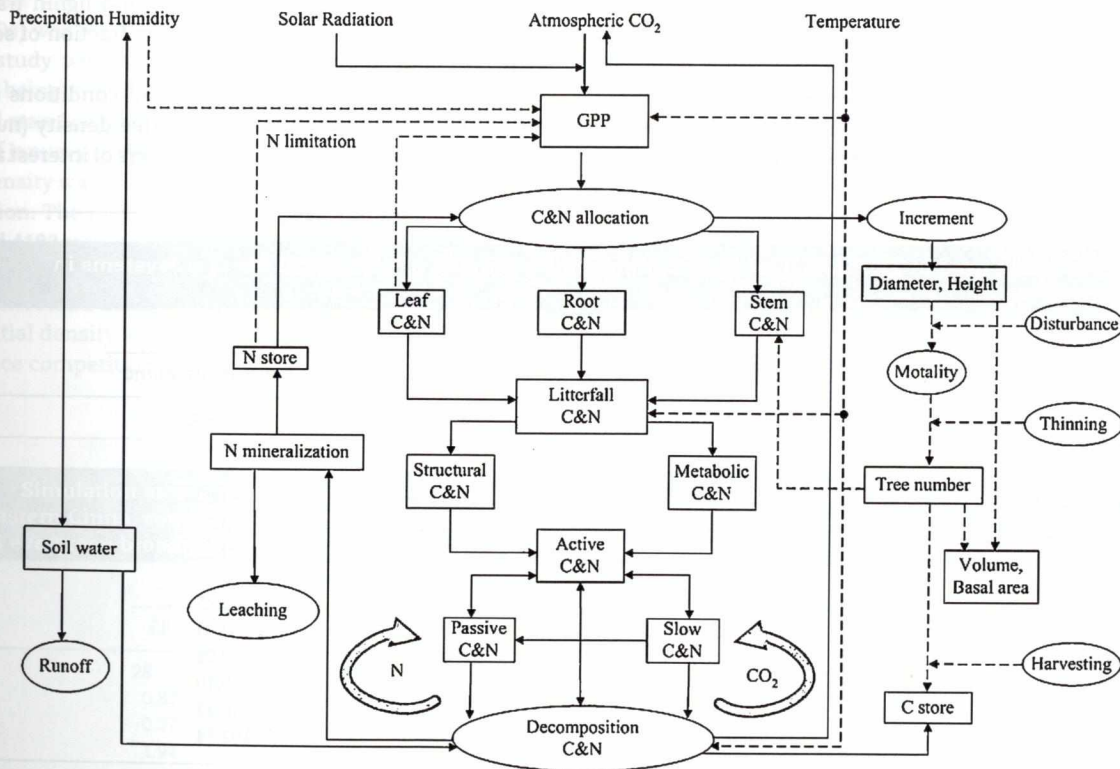 Precipitation Humidity
Solar Radiation
Atmospheric CO2
Temperature
GPP
N limitation
C&N allocation
Increment
Diameter, Height
Leaf
C&N
Root
C&N
Stem
C&N
Disturbance
N store
Motality
Litterfall
C&N
Thinning
N mineralization
Structural
C&N
Metabolic
C&N
Tree number
Soil water
Active
C&N
Volume,
Basal area
Leaching
Passive
C&N
Slow
C&N
Runoff
N
CO2
Harvesting
C store
Decomposition
C&N